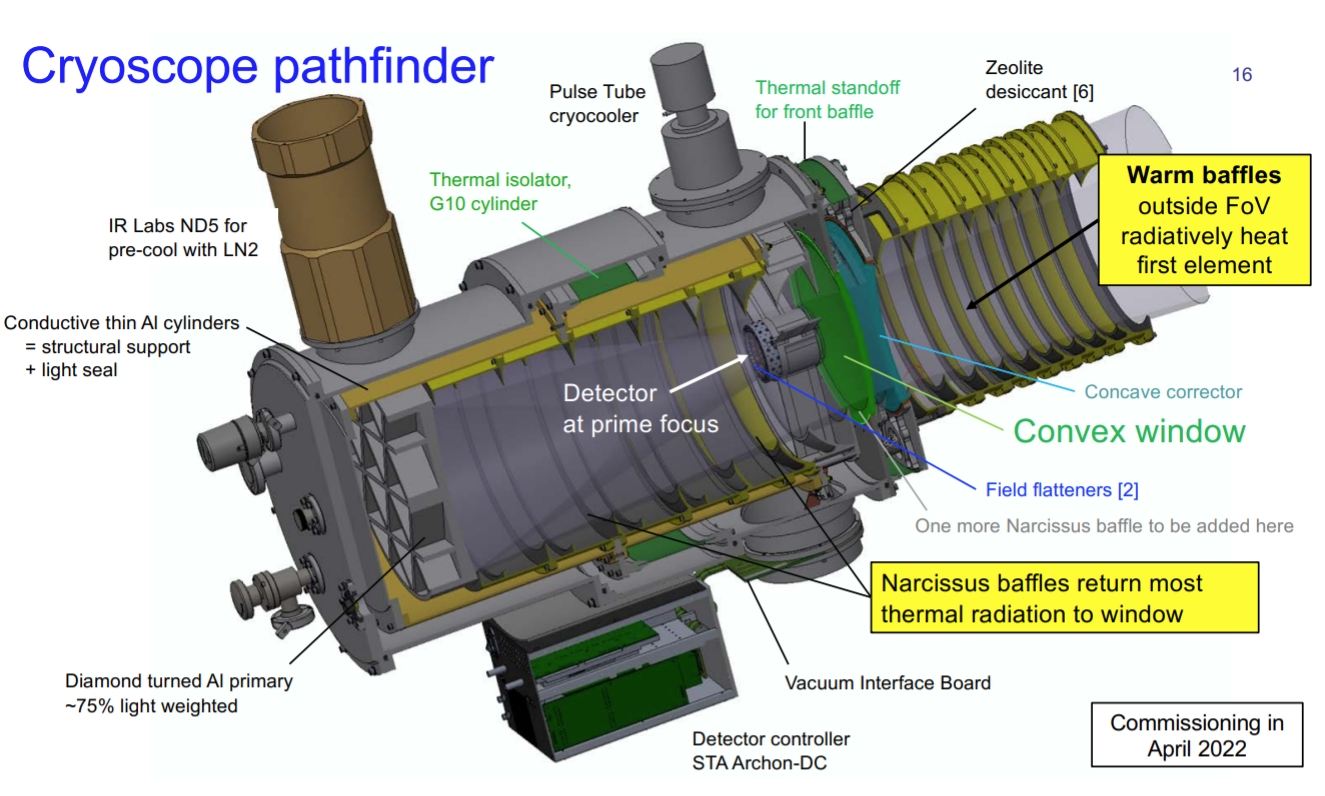 Cryoscope pathfinder
16
Pulse Tube
cryocooler
Thermal standoff
for front baffle
Zeolite
desiccant [6]
Warm baffles
outside FoV
radiatively heat
first element
Thermal isolator,
G10 cylinder
IR Labs ND5 for
pre-cool with LN2
Conductive thin Al cylinders
= structural support
+ light seal
Detector
at prime focus
Concave corrector
Convex window
Field flatteners [2]
One more Narcissus baffle to be added here
Narcissus baffles return most
thermal radiation to window
Diamond turned Al primary
~75% light weighted
Vacuum Interface Board
Detector controller
STA Archon-DC
Commissioning in
April 2022